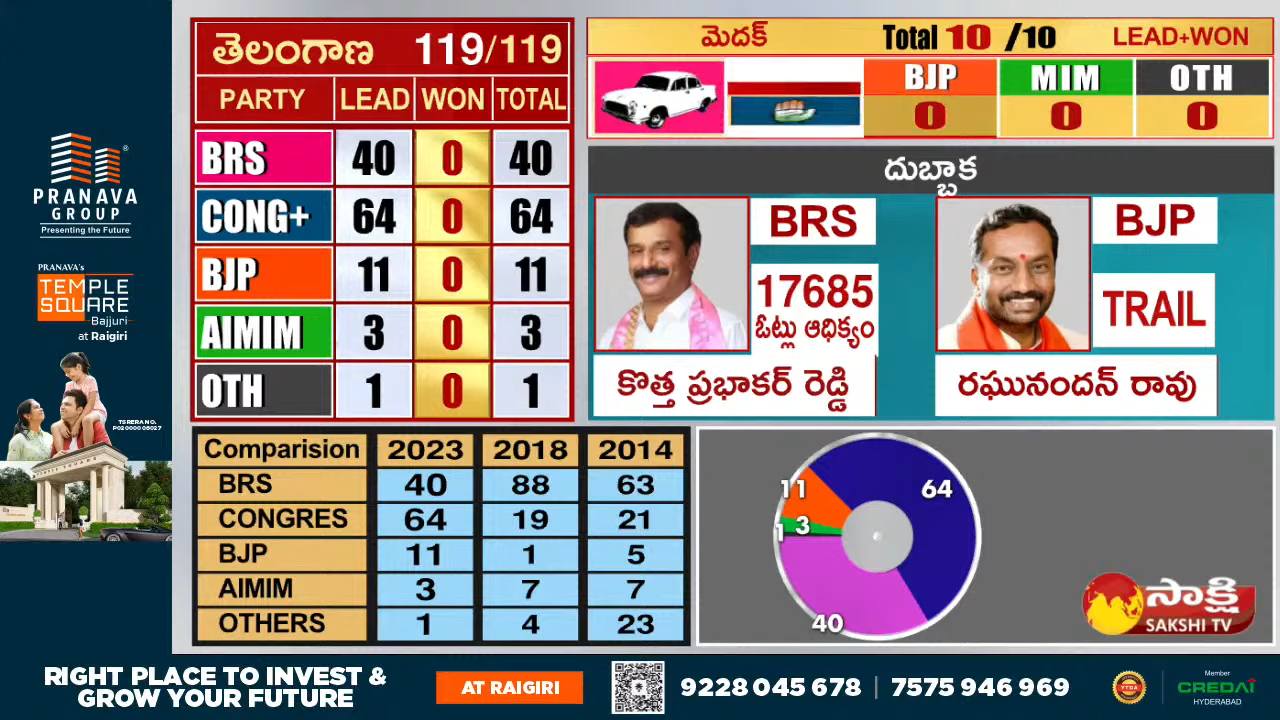 PRANAVA
GROUP
Presenting the Future
PRANAVA's
TEMPLE
SQUARE
Bajjuri
at Raigiri
TSRERA NO.
P02000005027
తెలంగాణ 119/119
PARTY LEAD WON TOTAL
BRS 40 0 40
CONG+ 64 0 64
BJP 11 0 11
AIMIM 3 0 3
OTH 1 0 1
మెదక్ Total 10 /10 LEAD+WON
BJP MIM OTH
0 0 0
దుబ్బాక
BRS
17685
ఓట్లు ఆధిక్యం
కొత్త ప్రభాకర్ రెడ్డి
BJP
TRAIL
రఘునందన్ రావు
Comparision 2023 2018 2014
BRS 40 88 63
CONGRES 64 19 21
BJP 11 1 5
AIMIM 3 7 7
OTHERS 1 4 23
11
64
1
3
40
సాక్షి
SAKSHI TV
RIGHT PLACE TO INVEST &
GROW YOUR FUTURE
AT RAIGIRI
9228 045 678 | 7575 946 969
YTDA
Member
CREDAI
HYDERABAD